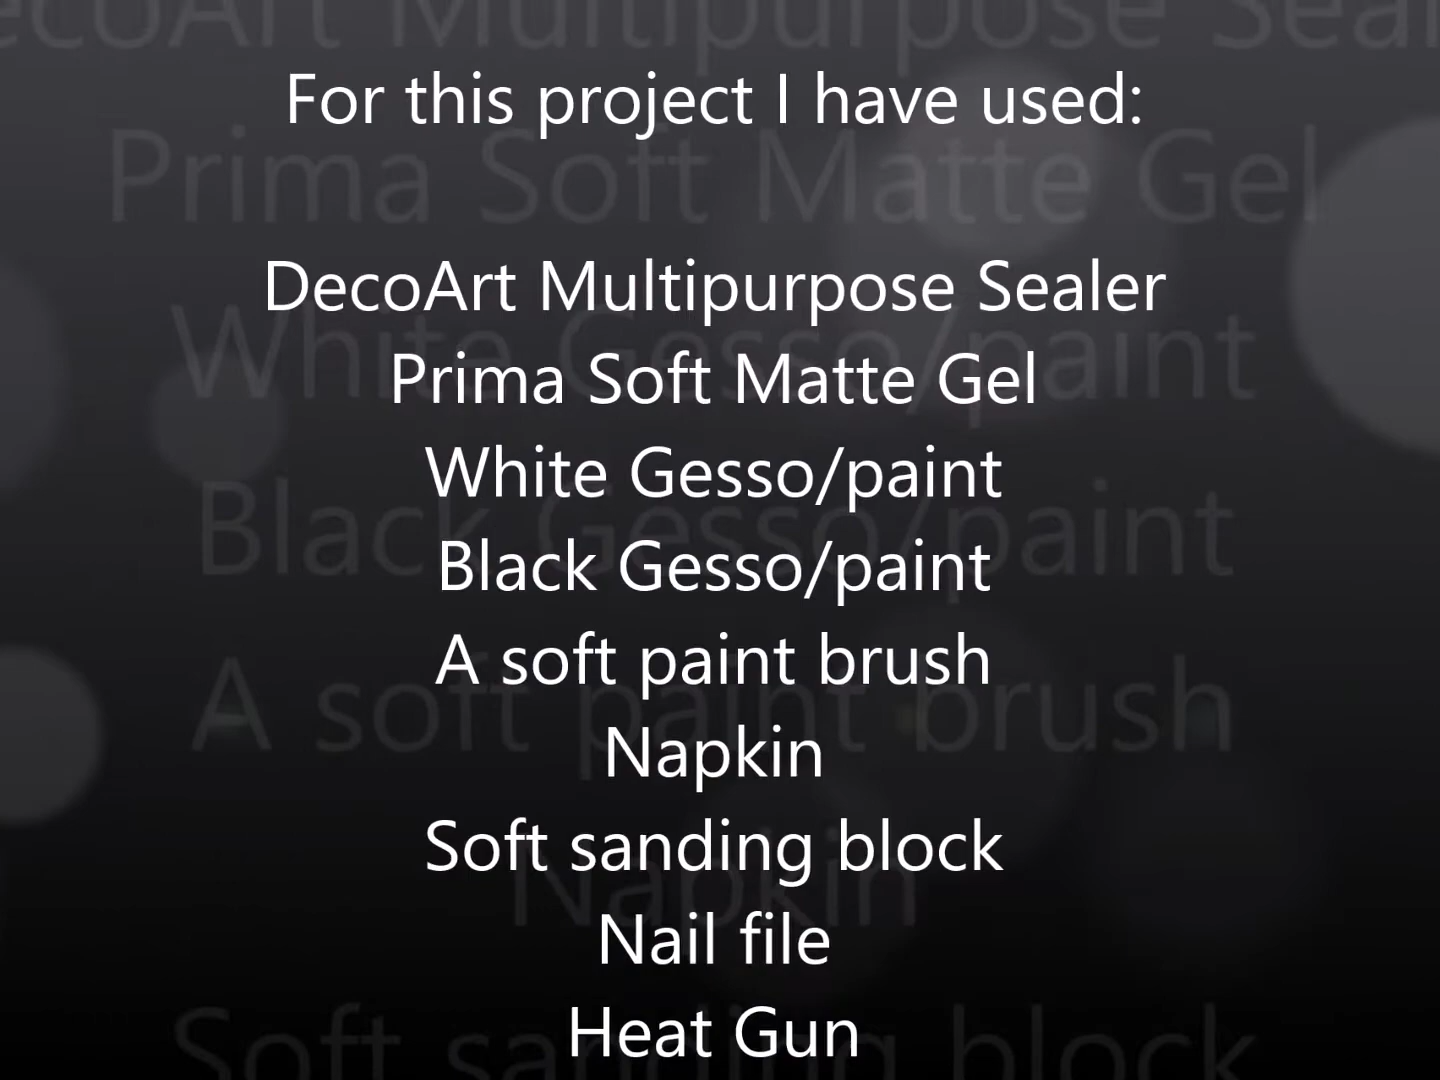 For this project I have used:
DecoArt Multipurpose Sealer
Prima Soft Matte Gel
White Gesso/paint
Black Gesso/paint
A soft paint brush
Napkin
Soft sanding block
Nail file
Heat Gun